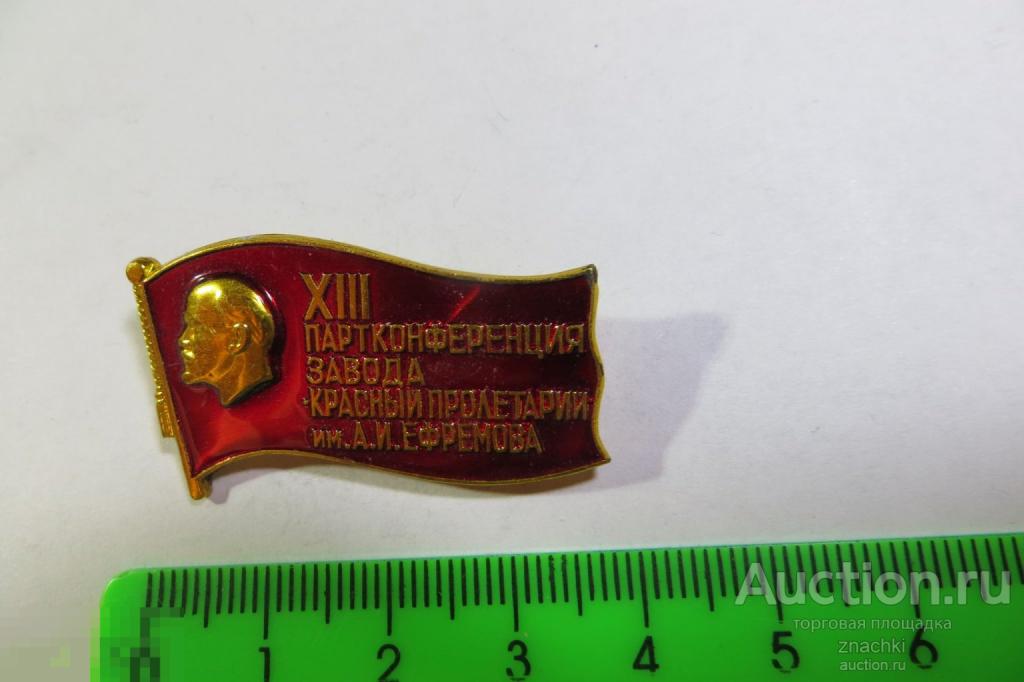 XIII
ПАРТКОНФЕРЕНЦИЯ
ЗАВОДА
"КРАСНЫЙ ПРОЛЕТАРИЙ"
им. А.И. ЕФРЕМОВА
0 1 2 3 4 5 6
Auction.ru
торговая площадка
znachki
auction.ru